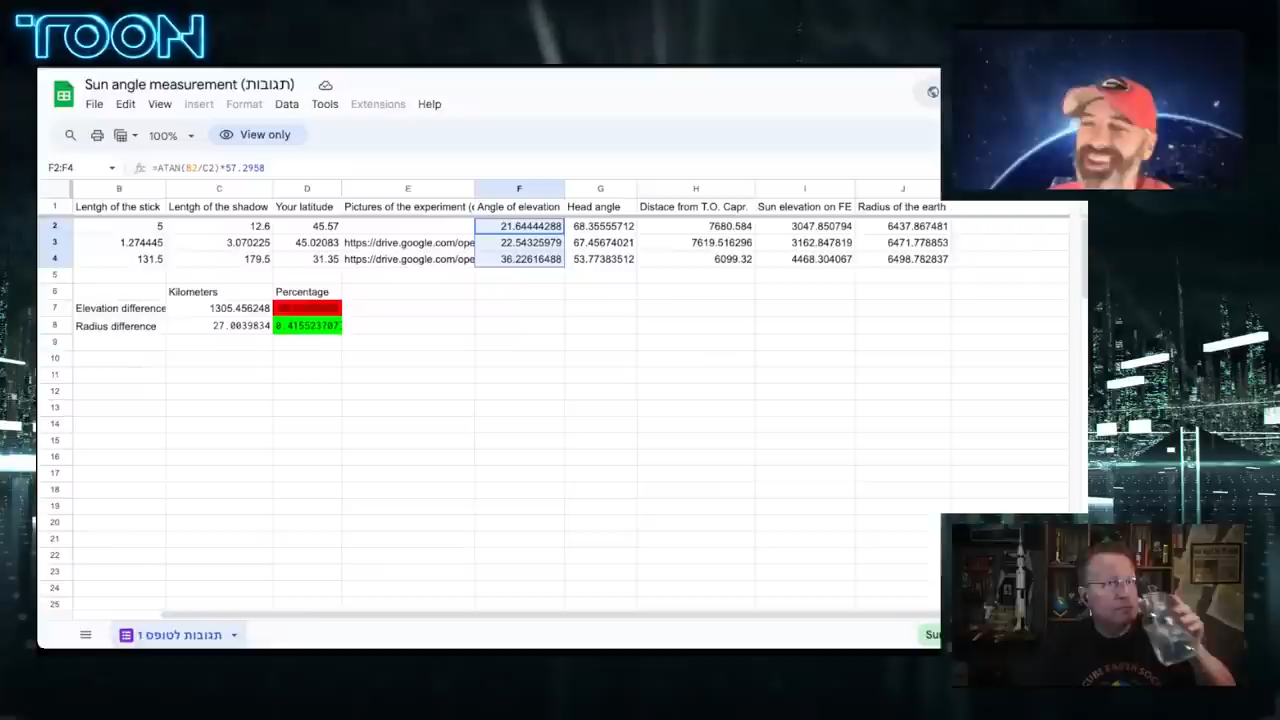 TOON
Sun angle measurement (תגובות)
File Edit View Insert Format Data Tools Extensions Help
100% View only
F2:F4 fx =ATAN(B2/C2)*57.2958
B C D E F G H I J
1 Lentgh of the stick Lentgh of the shadow Your latitude Pictures of the experiment (c Angle of elevation Head angle Distace from T.O. Capr. Sun elevation on FE Radius of the earth
2 5 12.6 45.57 21.64444288 68.35555712 7680.584 3047.850794 6437.867481
3 1.274445 3.070225 45.02083 https://drive.google.com/ope 22.54325979 67.45674021 7619.516296 3162.847819 6471.778853
4 131.5 179.5 31.35 https://drive.google.com/ope 36.22616488 53.77383512 6099.32 4468.304067 6498.782837
5
6 Kilometers Percentage
7 Elevation difference 1305.456248
8 Radius difference 27.0039834 0.415523707
9
10
11
12
13
14
15
16
17
18
19
20
21
22
23
24
25
תגובות לטופס 1
Su
CUBE EARTH SOC